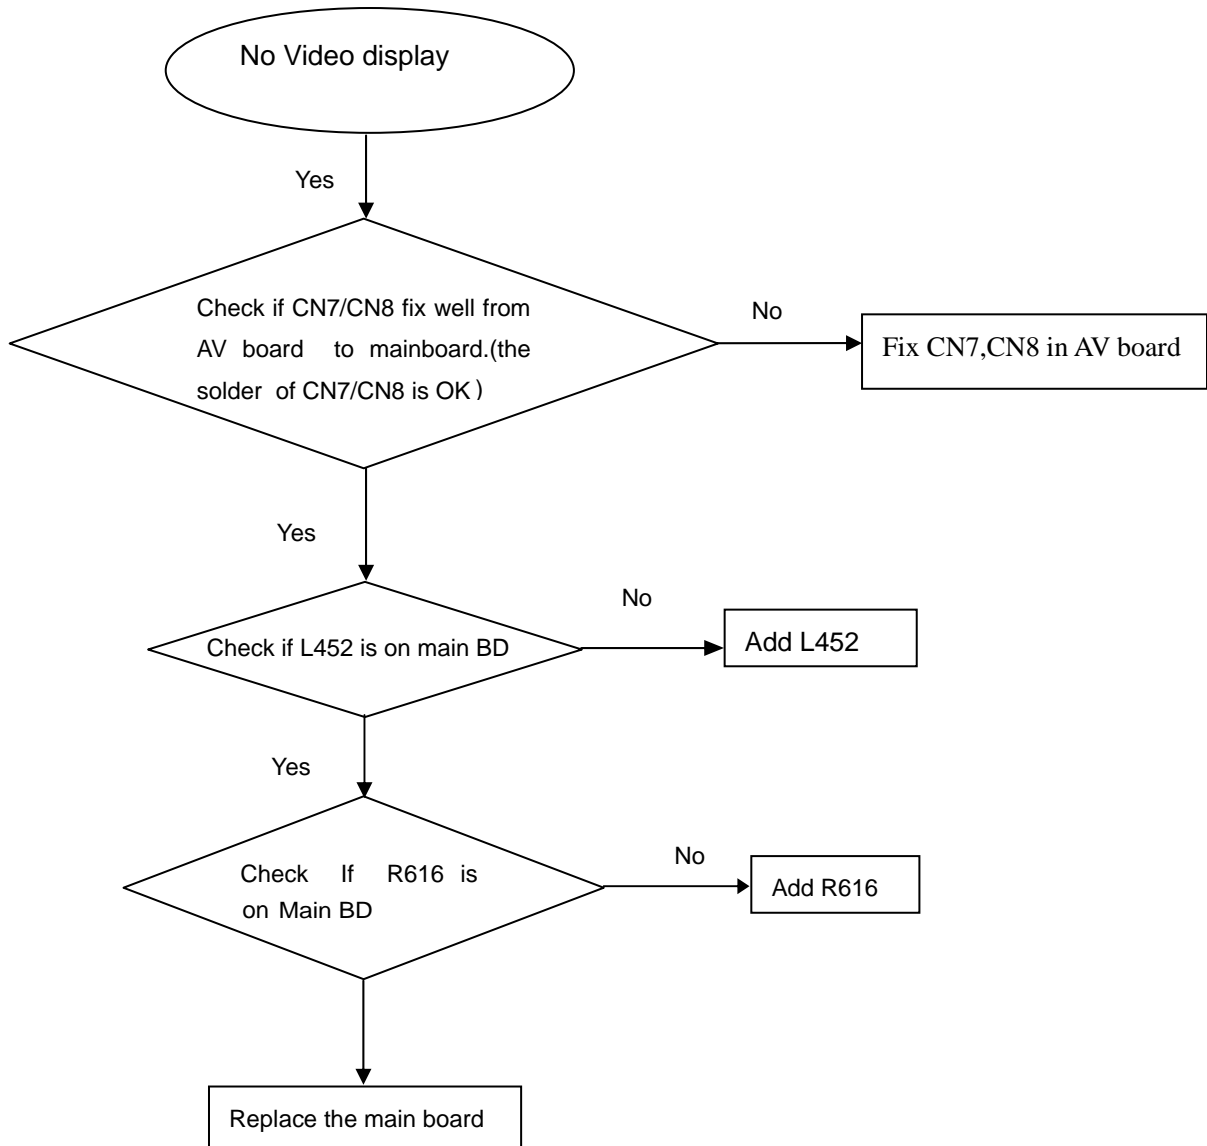 No Video display
Yes
Check if CN7/CN8 fix well from
AV board to mainboard.(the
solder of CN7/CN8 is OK)
No
Fix CN7,CN8 in AV board
Yes
Check if L452 is on main BD
No
Add L452
Yes
Check If R616 is
on Main BD
No
Add R616
Replace the main board